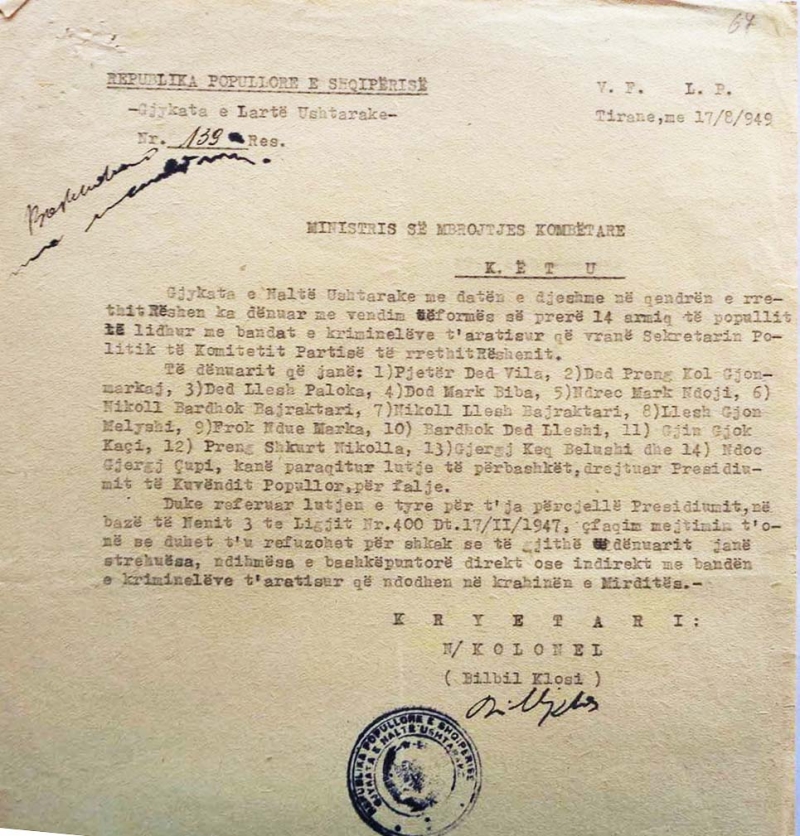 67
REPUBLIKA POPULLORE E SHQIPËRISË
V. F. L. P.
-Gjykata e Lartë Ushtarake-
Tirane,me 17/8/949
Nr. 139 Res.
MINISTRIS SË MBROJTJES KOMBËTARE
K Ë T U
Gjykata e Naltë Ushtarake me datën e djeshme në qendrën e rre-
thit Rëshen ka dënuar me vendim të formës së prerë 14 armiq të popullit
të lidhur me bandat e kriminelëve t'aratisur që vranë Sekretarin Po-
litik të Komitetit Partisë të rrethit Rëshenit.
Të dënuarit që janë: 1)Pjetër Ded Vila, 2)Ded Preng Kol Gjon-
markaj, 3)Ded Llesh Paloka, 4)Dod Mark Biba, 5)Ndrec Mark Ndoji, 6)
Nikoll Bardhok Bajraktari, 7)Nikoll Llesh Bajraktari, 8)Llesh Gjon
Melyshi, 9)Frok Ndue Marka, 10) Bardhok Ded Lleshi, 11) Gjin Gjok
Kaçi, 12) Preng Shkurt Nikolla, 13)Gjergj Keq Belushi dhe 14) Ndoc
Gjergj Çupi, kanë paraqitur lutje të përbashkët,drejtuar Presidiu-
mit të Kuvëndit Popullor,për falje.
Duke referuar lutjen e tyre për t'ja përcjellë Presidiumit,në
bazë të Nenit 3 te Ligjit Nr.400 Dt.17/II/1947, çfaqim mejtimin t'o-
në se duhet t'u refuzohet për shkak se të gjithë të dënuarit janë
strehuësa, ndihmësa e bashkëpuntorë direkt ose indirekt me bandën
e kriminelëve t'aratisur që ndodhen në krahinën e Mirditës.-
K R Y E T A R I :
N/ K O L O N E L
( Bilbil Klosi )
REPUBLIKA POPULLORE E SHQIPËRISË
GJYKATA E NALTË USHTARAKE